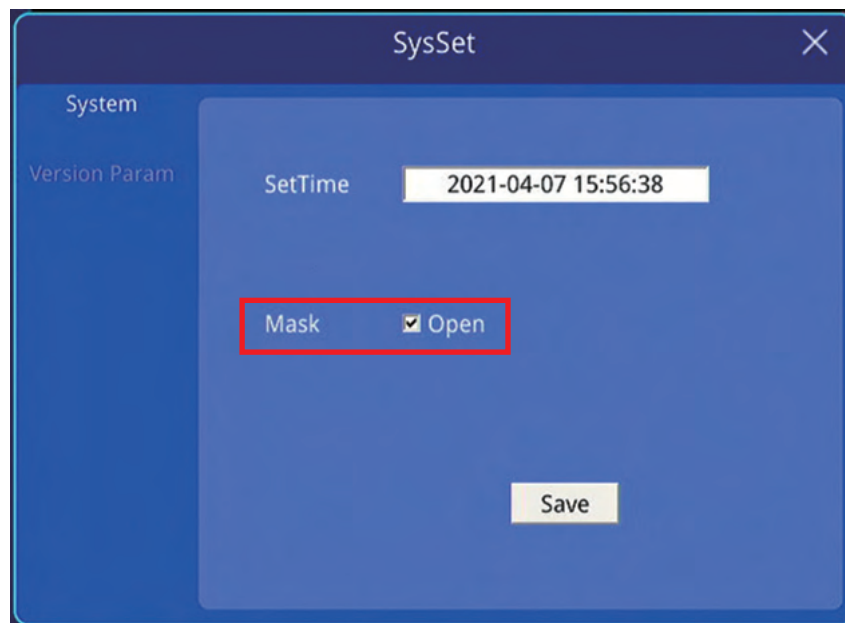 SysSet
System
Version Param
SetTime 2021-04-07 15:56:38
Mask Open
Save